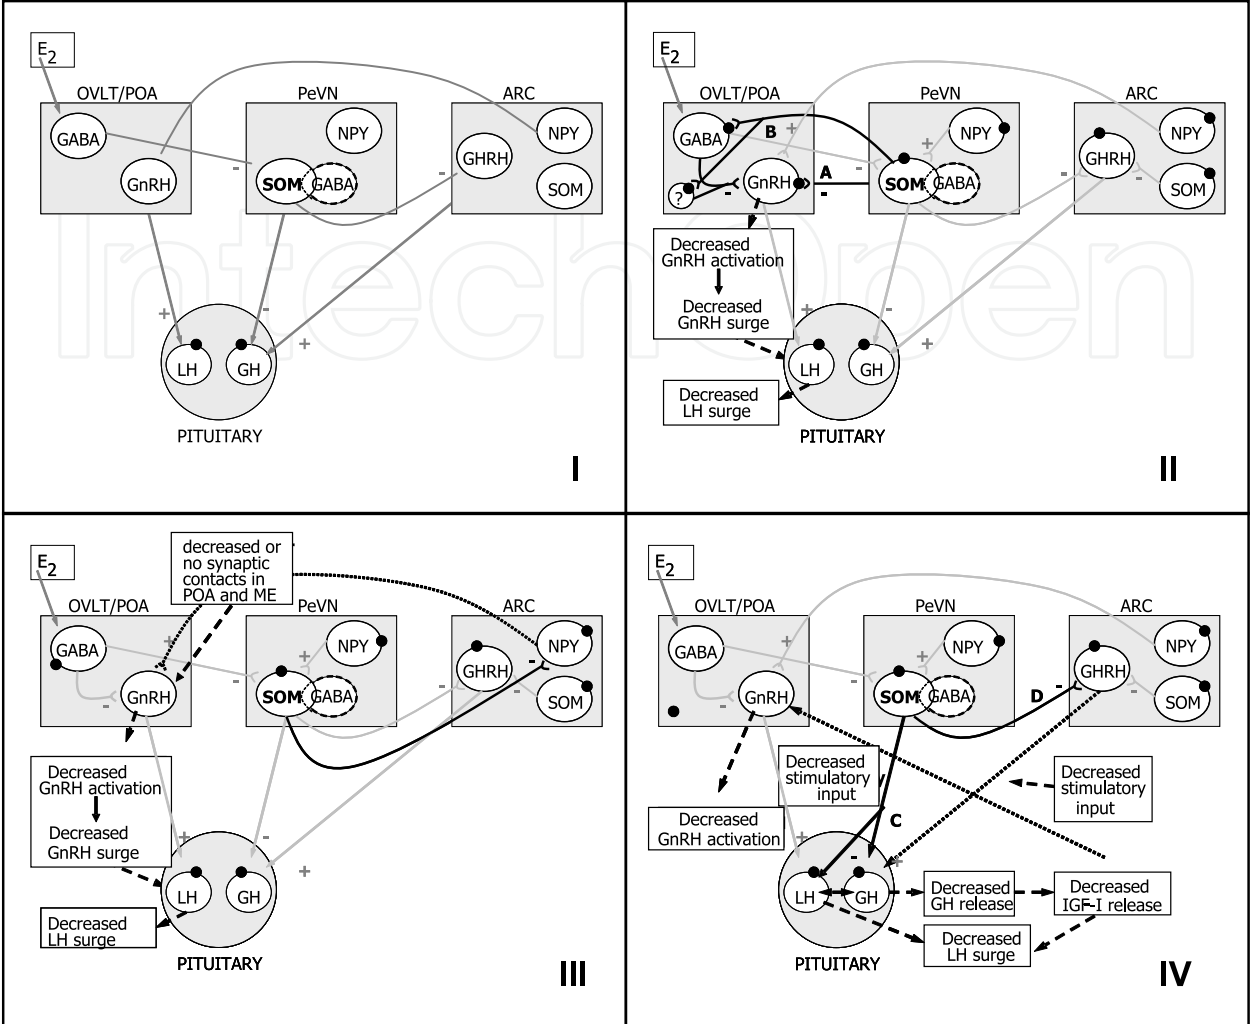 E2
OVLT/POA
PeVN
ARC
GABA
GnRH
-
SOM
GABA
NPY
-
GHRH
NPY
SOM
+
-
+
LH
GH
PITUITARY
I
E2
OVLT/POA
PeVN
ARC
GABA
B
+
?
-
GnRH
A
-
-
+
NPY
SOM
GABA
-
GHRH
-
NPY
SOM
Decreased
GnRH activation
Decreased
GnRH surge
+
-
+
LH
GH
Decreased
LH surge
PITUITARY
II
decreased or
no synaptic
contacts in
POA and ME
E2
OVLT/POA
PeVN
ARC
GABA
+
-
GnRH
-
+
NPY
SOM
GABA
-
GHRH
-
-
NPY
SOM
Decreased
GnRH activation
Decreased
GnRH surge
+
-
+
LH
GH
Decreased
LH surge
PITUITARY
III
E2
OVLT/POA
PeVN
ARC
GABA
+
-
GnRH
-
+
NPY
SOM
GABA
D
-
-
GHRH
-
NPY
SOM
Decreased
stimulatory
input
Decreased
stimulatory
input
Decreased
GnRH activation
C
+
-
+
LH
GH
Decreased
GH release
Decreased
IGF-I release
Decreased
LH surge
PITUITARY
IV
IntechOpen